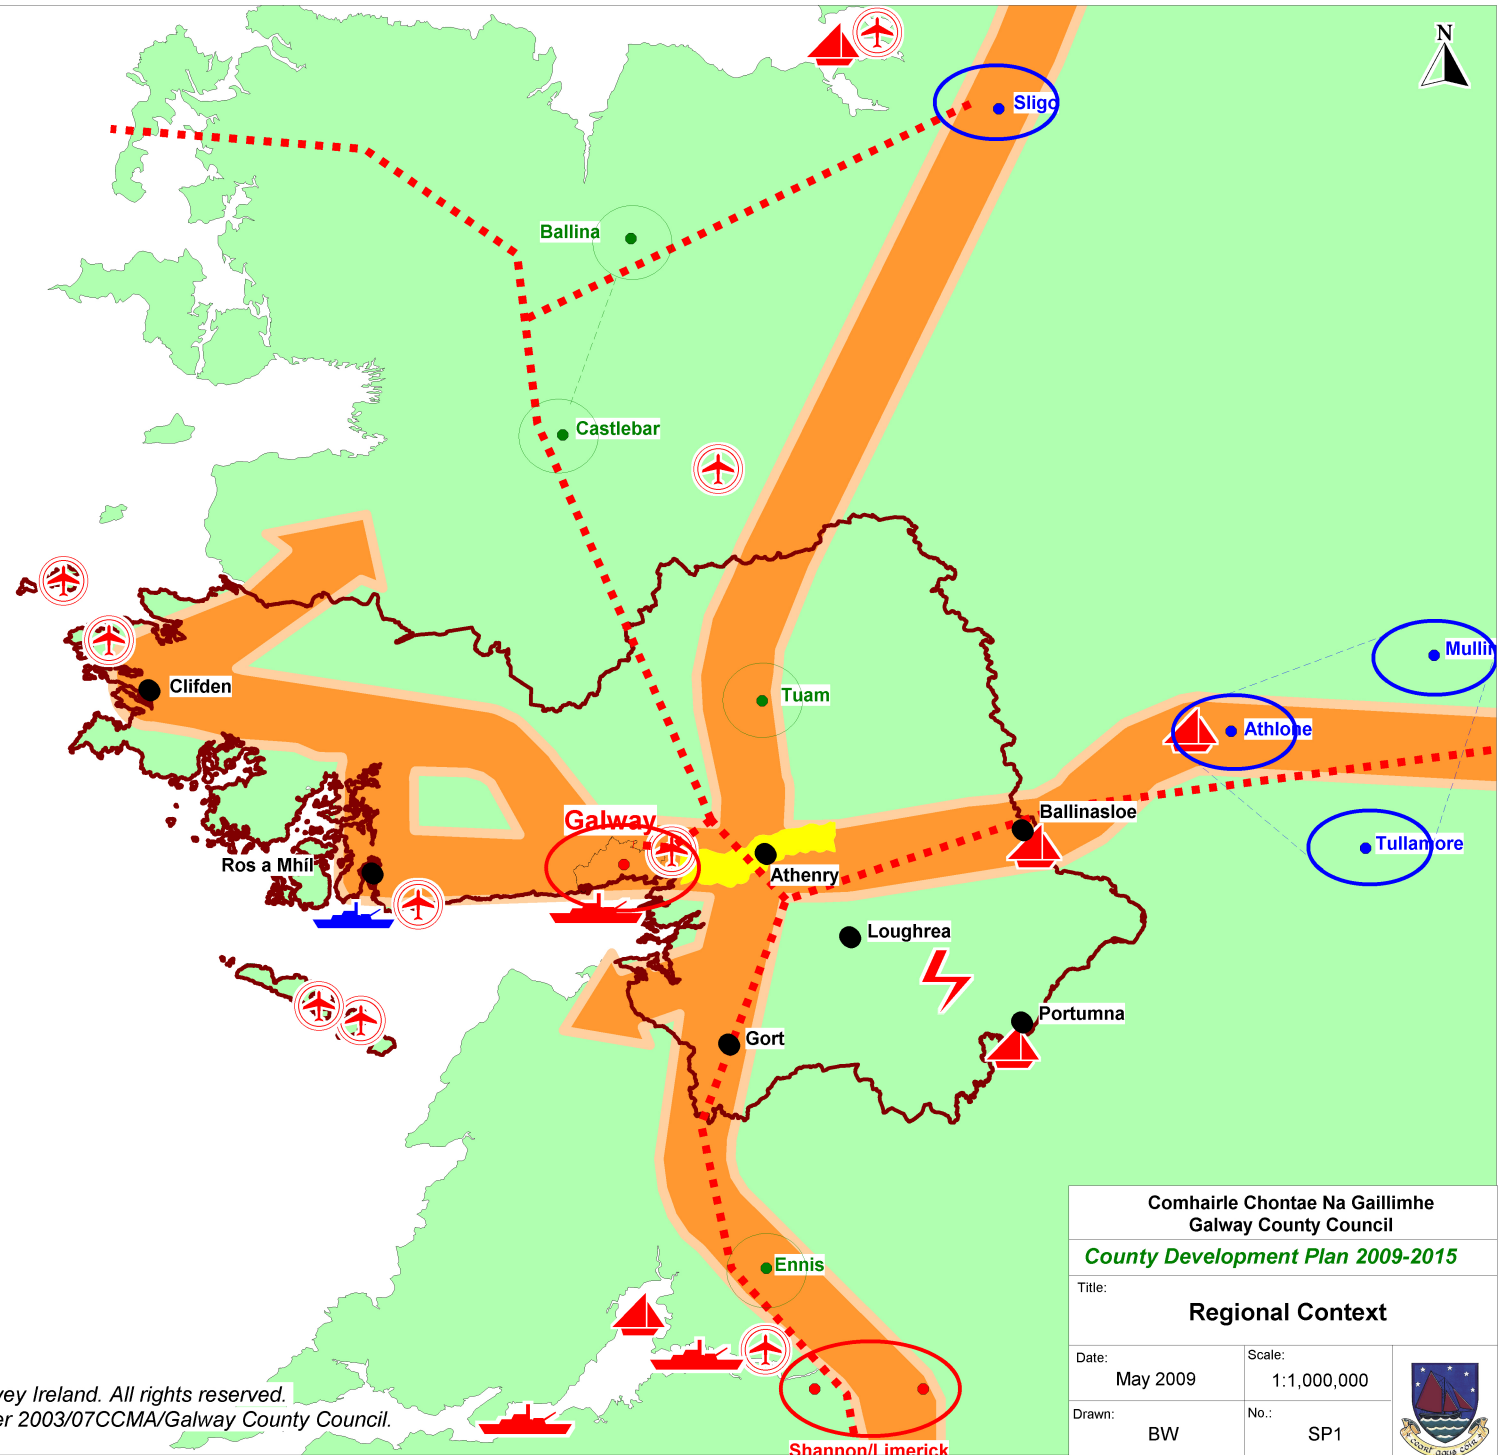 N
Sligo
Ballina
Castlebar
Mullin
Clifden
Tuam
Athlone
Ballinasloe
Galway
Tullamore
Ros a Mhíl
Athenry
Loughrea
Portumna
Gort
Ennis
Shannon/Limerick
Comhairle Chontae Na Gaillimhe
Galway County Council
County Development Plan 2009-2015
Title:
Regional Context
Date:
May 2009
Scale:
1:1,000,000
Drawn:
BW
No.:
SP1
vey Ireland. All rights reserved.
er 2003/07CCMA/Galway County Council.